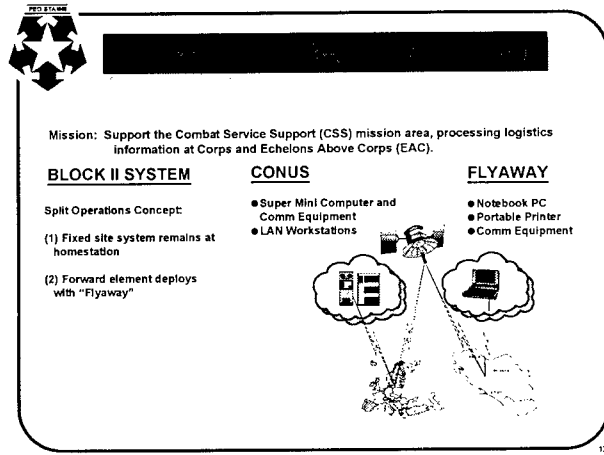 PEO STAMIS
Mission: Support the Combat Service Support (CSS) mission area, processing logistics
information at Corps and Echelons Above Corps (EAC).
BLOCK II SYSTEM
Split Operations Concept:
(1) Fixed site system remains at
homestation
(2) Forward element deploys
with "Flyaway"
CONUS
●Super Mini Computer and
Comm Equipment
●LAN Workstations
FLYAWAY
●Notebook PC
●Portable Printer
●Comm Equipment